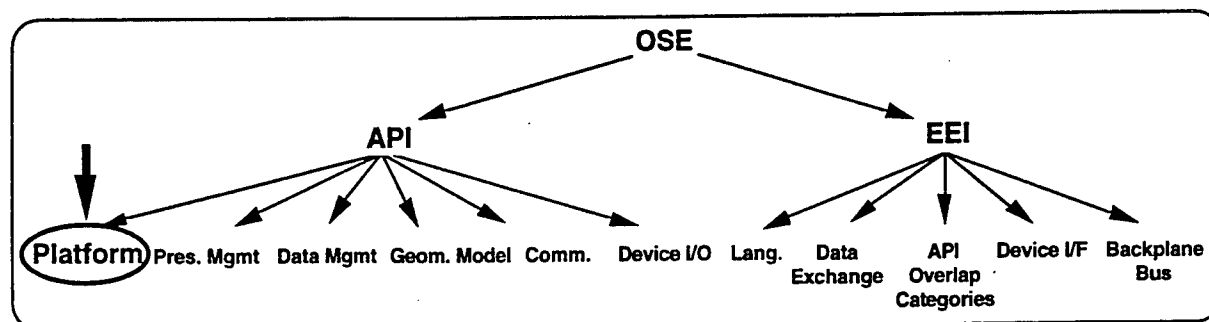 OSE
API EEI
Platform Pres. Mgmt Data Mgmt Geom. Model Comm. Device I/O Lang. Data Exchange API Overlap Categories Device I/F Backplane Bus